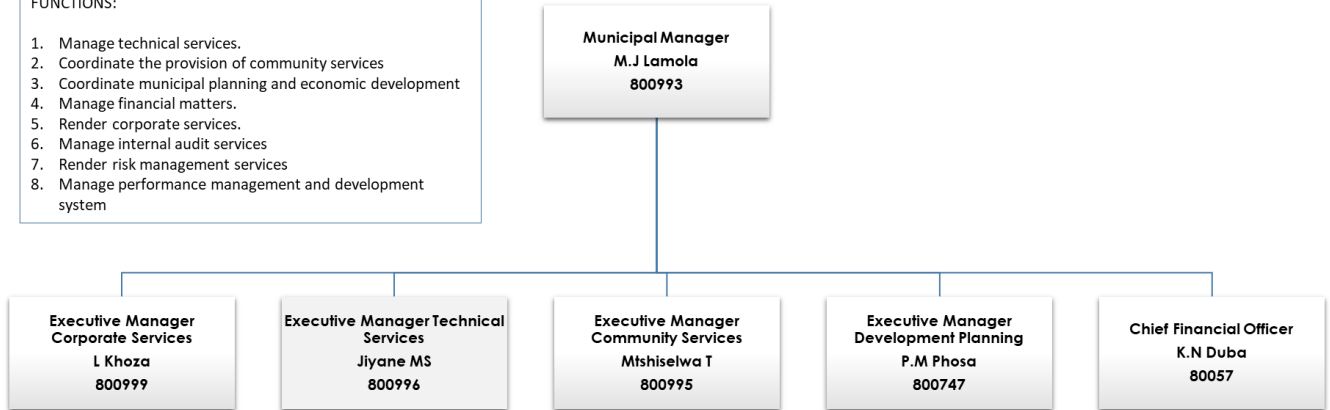 FUNCTIONS:
1. Manage technical services.
2. Coordinate the provision of community services
3. Coordinate municipal planning and economic development
4. Manage financial matters.
5. Render corporate services.
6. Manage internal audit services
7. Render risk management services
8. Manage performance management and development
system
Municipal Manager
M.J Lamola
800993
Executive Manager
Corporate Services
L Khoza
800999
Executive Manager Technical
Services
Jiyane MS
800996
Executive Manager
Community Services
Mtshiselwa T
800995
Executive Manager
Development Planning
P.M Phosa
800747
Chief Financial Officer
K.N Duba
80057